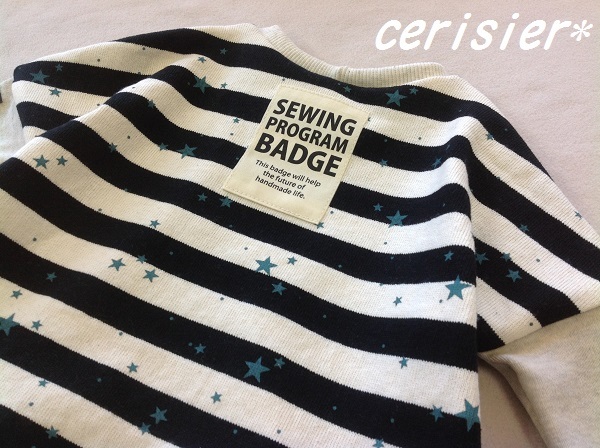 cerisier*
SEWING
PROGRAM
BADGE
This badge will help
the future of
handmade life.